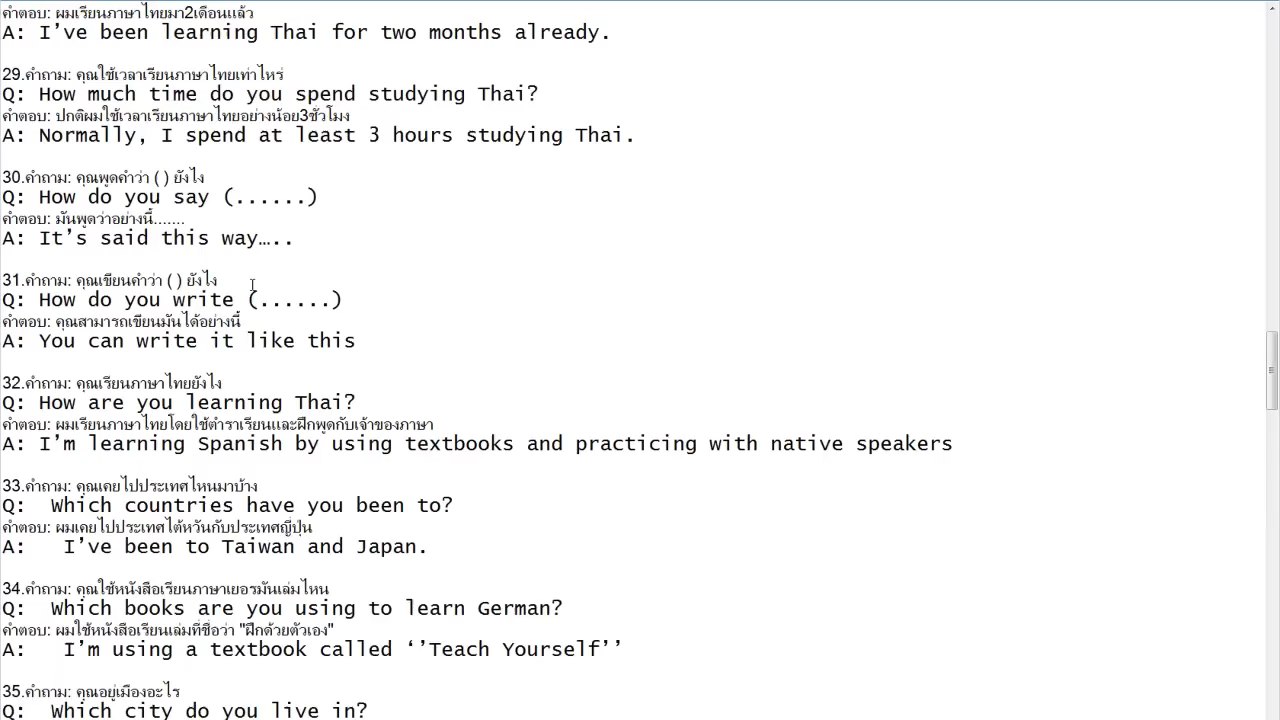 คำตอบ: ผมเรียนภาษาไทยมา2เดือนแล้ว
A: I’ve been learning Thai for two months already.
29.คำถาม: คุณใช้เวลาเรียนภาษาไทยเท่าไหร่
Q: How much time do you spend studying Thai?
คำตอบ: ปกติผมใช้เวลาเรียนภาษาไทยอย่างน้อย3ชั่วโมง
A: Normally, I spend at least 3 hours studying Thai.
30.คำถาม: คุณพูดคำว่า ( ) ยังไง
Q: How do you say (......)
คำตอบ: มันพูดว่าอย่างนี้.......
A: It’s said this way…..
31.คำถาม: คุณเขียนคำว่า ( ) ยังไง
Q: How do you write (......)
คำตอบ: คุณสามารถเขียนมันได้อย่างนี้
A: You can write it like this
32.คำถาม: คุณเรียนภาษาไทยยังไง
Q: How are you learning Thai?
คำตอบ: ผมเรียนภาษาไทยโดยใช้ตำราเรียนและฝึกพูดกับเจ้าของภาษา
A: I’m learning Spanish by using textbooks and practicing with native speakers
33.คำถาม: คุณเคยไปประเทศไหนมาบ้าง
Q:  Which countries have you been to?
คำตอบ: ผมเคยไปประเทศไต้หวันกับประเทศญี่ปุ่น
A:   I’ve been to Taiwan and Japan.
34.คำถาม: คุณใช้หนังสือเรียนภาษาเยอรมันเล่มไหน
Q:  Which books are you using to learn German?
คำตอบ: ผมใช้หนังสือเรียนเล่มที่ชื่อว่า "ฝึกด้วยตัวเอง"
A:   I’m using a textbook called ‘’Teach Yourself’’
35.คำถาม: คุณอยู่เมืองอะไร
Q:  Which city do you live in?